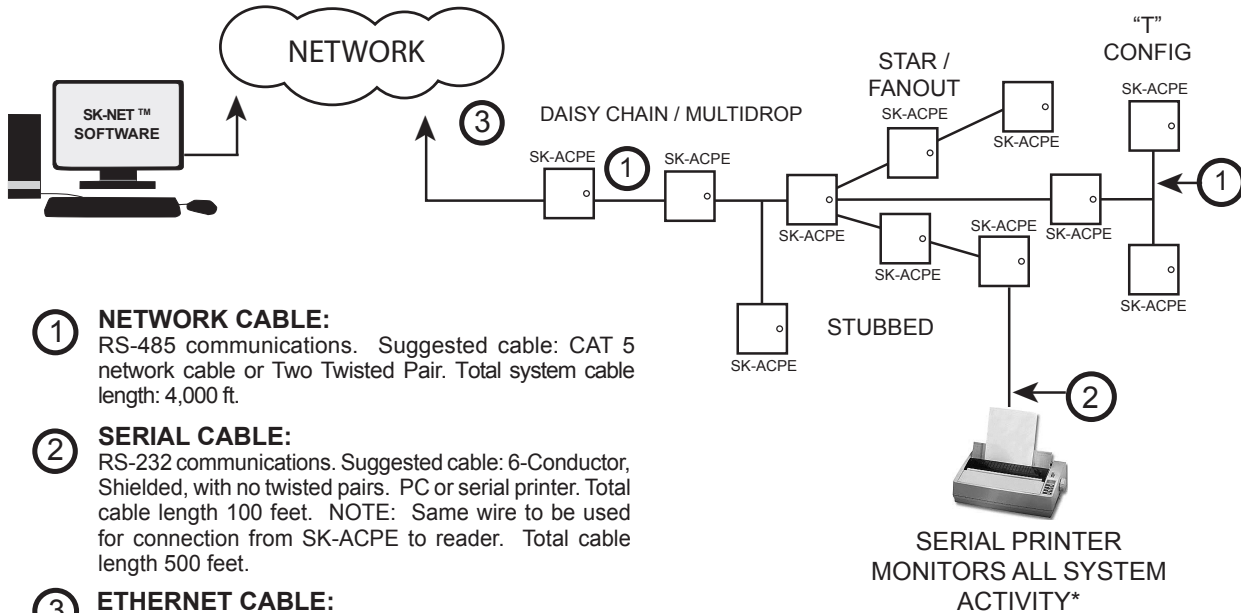 NETWORK
SK-NET ™
SOFTWARE
3
DAISY CHAIN / MULTIDROP
STAR /
FANOUT
"T"
CONFIG
SK-ACPE
1
SK-ACPE
SK-ACPE
SK-ACPE
SK-ACPE
SK-ACPE
SK-ACPE
SK-ACPE
SK-ACPE
1
SK-ACPE
SK-ACPE
STUBBED
2
SERIAL PRINTER
MONITORS ALL SYSTEM
ACTIVITY*
1
NETWORK CABLE:
RS-485 communications. Suggested cable: CAT 5
network cable or Two Twisted Pair. Total system cable
length: 4,000 ft.
2
SERIAL CABLE:
RS-232 communications. Suggested cable: 6-Conductor,
Shielded, with no twisted pairs. PC or serial printer. Total
cable length 100 feet. NOTE: Same wire to be used
for connection from SK-ACPE to reader. Total cable
length 500 feet.
3
ETHERNET CABLE: